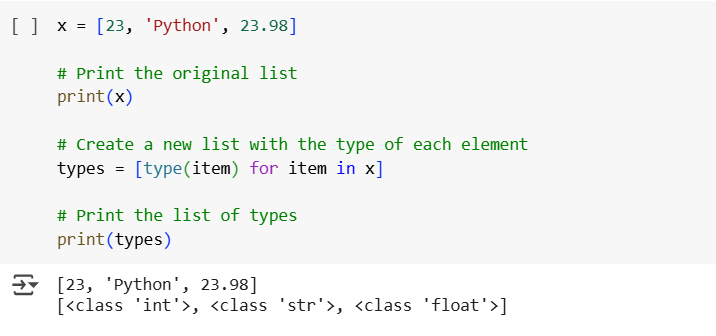 [ ] x = [23, 'Python', 23.98]
# Print the original list
print(x)
# Create a new list with the type of each element
types = [type(item) for item in x]
# Print the list of types
print(types)
[23, 'Python', 23.98]
[<class 'int'>, <class 'str'>, <class 'float'>]